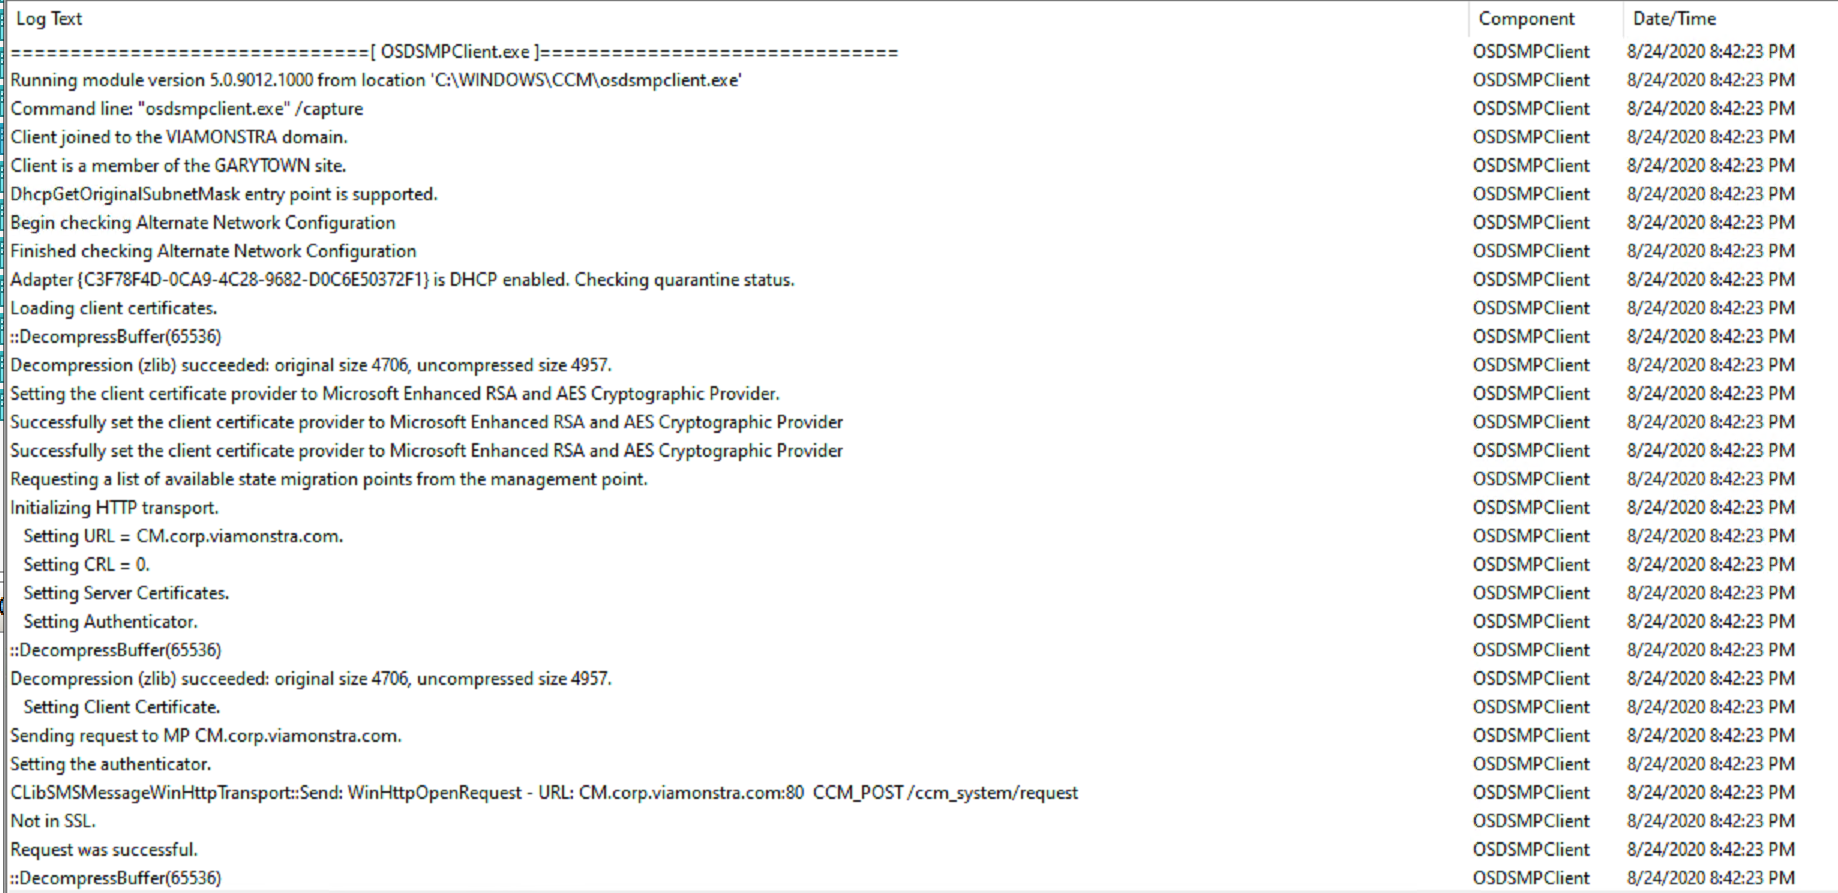 Log Text Component Date/Time
==============================[ OSDSMPClient.exe ]============================== OSDSMPClient 8/24/2020 8:42:23 PM
Running module version 5.0.9012.1000 from location 'C:\WINDOWS\CCM\osdsmpclient.exe' OSDSMPClient 8/24/2020 8:42:23 PM
Command line: "osdsmpclient.exe" /capture OSDSMPClient 8/24/2020 8:42:23 PM
Client joined to the VIAMONSTRA domain. OSDSMPClient 8/24/2020 8:42:23 PM
Client is a member of the GARYTOWN site. OSDSMPClient 8/24/2020 8:42:23 PM
DhcpGetOriginalSubnetMask entry point is supported. OSDSMPClient 8/24/2020 8:42:23 PM
Begin checking Alternate Network Configuration OSDSMPClient 8/24/2020 8:42:23 PM
Finished checking Alternate Network Configuration OSDSMPClient 8/24/2020 8:42:23 PM
Adapter {C3F78F4D-0CA9-4C28-9682-D0C6E50372F1} is DHCP enabled. Checking quarantine status. OSDSMPClient 8/24/2020 8:42:23 PM
Loading client certificates. OSDSMPClient 8/24/2020 8:42:23 PM
::DecompressBuffer(65536) OSDSMPClient 8/24/2020 8:42:23 PM
Decompression (zlib) succeeded: original size 4706, uncompressed size 4957. OSDSMPClient 8/24/2020 8:42:23 PM
Setting the client certificate provider to Microsoft Enhanced RSA and AES Cryptographic Provider. OSDSMPClient 8/24/2020 8:42:23 PM
Successfully set the client certificate provider to Microsoft Enhanced RSA and AES Cryptographic Provider OSDSMPClient 8/24/2020 8:42:23 PM
Successfully set the client certificate provider to Microsoft Enhanced RSA and AES Cryptographic Provider OSDSMPClient 8/24/2020 8:42:23 PM
Requesting a list of available state migration points from the management point. OSDSMPClient 8/24/2020 8:42:23 PM
Initializing HTTP transport. OSDSMPClient 8/24/2020 8:42:23 PM
Setting URL = CM.corp.viamonstra.com. OSDSMPClient 8/24/2020 8:42:23 PM
Setting CRL = 0. OSDSMPClient 8/24/2020 8:42:23 PM
Setting Server Certificates. OSDSMPClient 8/24/2020 8:42:23 PM
Setting Authenticator. OSDSMPClient 8/24/2020 8:42:23 PM
::DecompressBuffer(65536) OSDSMPClient 8/24/2020 8:42:23 PM
Decompression (zlib) succeeded: original size 4706, uncompressed size 4957. OSDSMPClient 8/24/2020 8:42:23 PM
Setting Client Certificate. OSDSMPClient 8/24/2020 8:42:23 PM
Sending request to MP CM.corp.viamonstra.com. OSDSMPClient 8/24/2020 8:42:23 PM
Setting the authenticator. OSDSMPClient 8/24/2020 8:42:23 PM
CLibSMSMessageWinHttpTransport::Send: WinHttpOpenRequest - URL: CM.corp.viamonstra.com:80 CCM_POST /ccm_system/request OSDSMPClient 8/24/2020 8:42:23 PM
Not in SSL. OSDSMPClient 8/24/2020 8:42:23 PM
Request was successful. OSDSMPClient 8/24/2020 8:42:23 PM
::DecompressBuffer(65536) OSDSMPClient 8/24/2020 8:42:23 PM